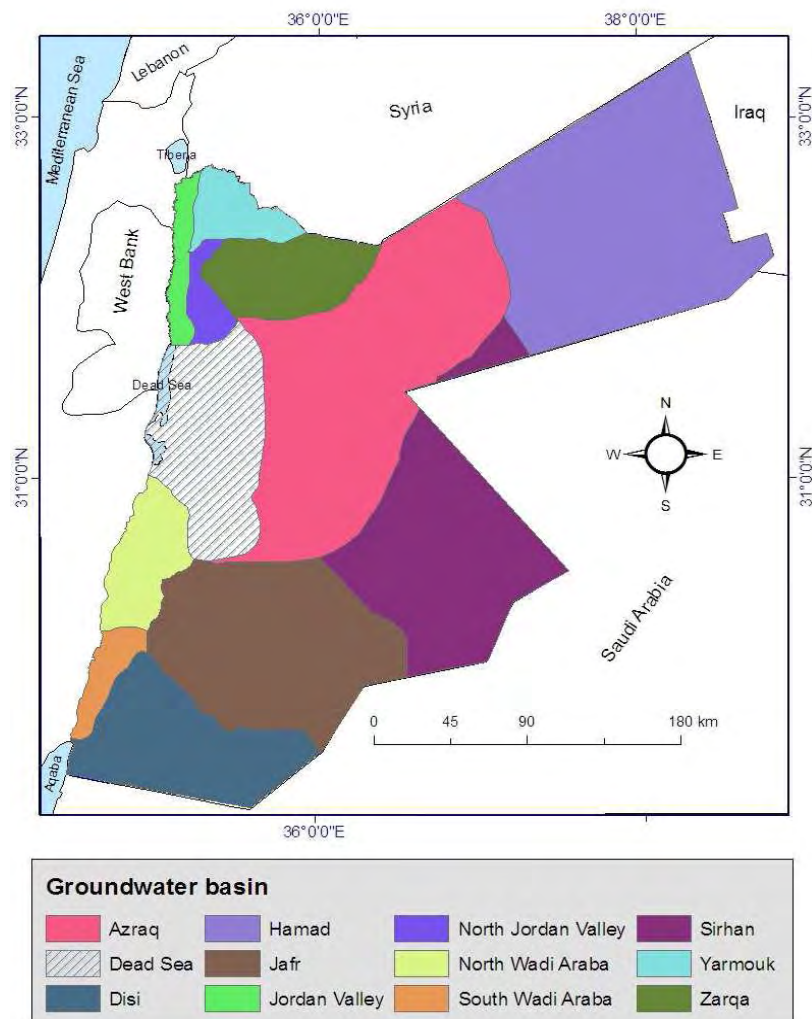 36°0'0"E 38°0'0"E
Mediterranean Sea
Lebanon
Syria
Iraq
33°0'0"N 33°0'0"N
Tiberia
West Bank
Dead Sea
N
W E
S
31°0'0"N 31°0'0"N
Saudi Arabia
0 45 90 180 km
Aqaba
36°0'0"E 38°0'0"E
Groundwater basin
Azraq Hamad North Jordan Valley Sirhan
Dead Sea Jafr North Wadi Araba Yarmouk
Disi Jordan Valley South Wadi Araba Zarqa